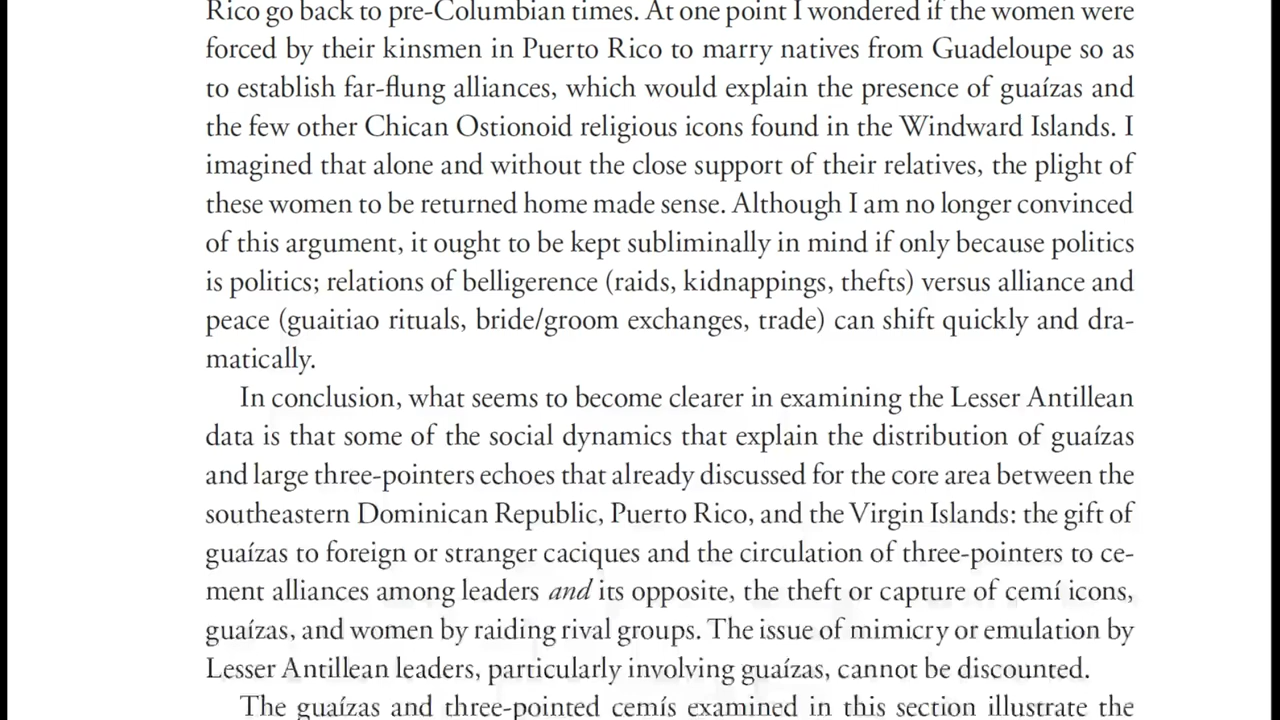 Rico go back to pre-Columbian times. At one point I wondered if the women were
forced by their kinsmen in Puerto Rico to marry natives from Guadeloupe so as
to establish far-flung alliances, which would explain the presence of guaízas and
the few other Chican Ostionoid religious icons found in the Windward Islands. I
imagined that alone and without the close support of their relatives, the plight of
these women to be returned home made sense. Although I am no longer convinced
of this argument, it ought to be kept subliminally in mind if only because politics
is politics; relations of belligerence (raids, kidnappings, thefts) versus alliance and
peace (guaitiao rituals, bride/groom exchanges, trade) can shift quickly and dra-
matically.
In conclusion, what seems to become clearer in examining the Lesser Antillean
data is that some of the social dynamics that explain the distribution of guaízas
and large three-pointers echoes that already discussed for the core area between the
southeastern Dominican Republic, Puerto Rico, and the Virgin Islands: the gift of
guaízas to foreign or stranger caciques and the circulation of three-pointers to ce-
ment alliances among leaders and its opposite, the theft or capture of cemí icons,
guaízas, and women by raiding rival groups. The issue of mimicry or emulation by
Lesser Antillean leaders, particularly involving guaízas, cannot be discounted.
The guaízas and three-pointed cemís examined in this section illustrate the